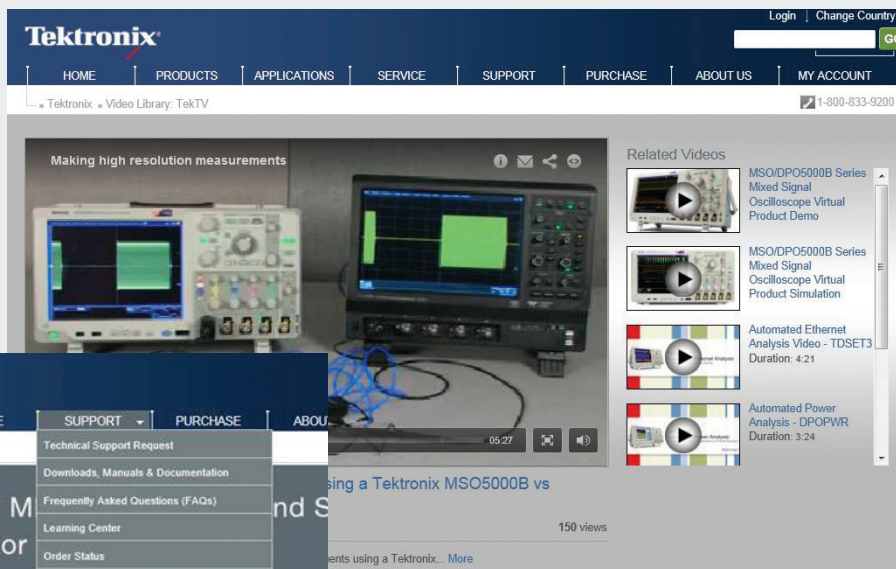 Login | Change Country
Tektronix
GO
HOME PRODUCTS APPLICATIONS SERVICE SUPPORT PURCHASE ABOUT US MY ACCOUNT
Tektronix Video Library: TekTV
1-800-833-9200
Making high resolution measurements
Related Videos
MSO/DPO5000B Series
Mixed Signal
Oscilloscope Virtual
Product Demo
MSO/DPO5000B Series
Mixed Signal
Oscilloscope Virtual
Product Simulation
Automated Ethernet
Analysis Video - TDSET3
Duration: 4:21
Automated Power
Analysis - DPOPWR
Duration: 3:24
05:27
sing a Tektronix MSO5000B vs
150 views
ents using a Tektronix... More
E SUPPORT PURCHASE ABOU
Technical Support Request
Downloads, Manuals & Documentation
Frequently Asked Questions (FAQs)
Learning Center
Order Status
M nd S
or